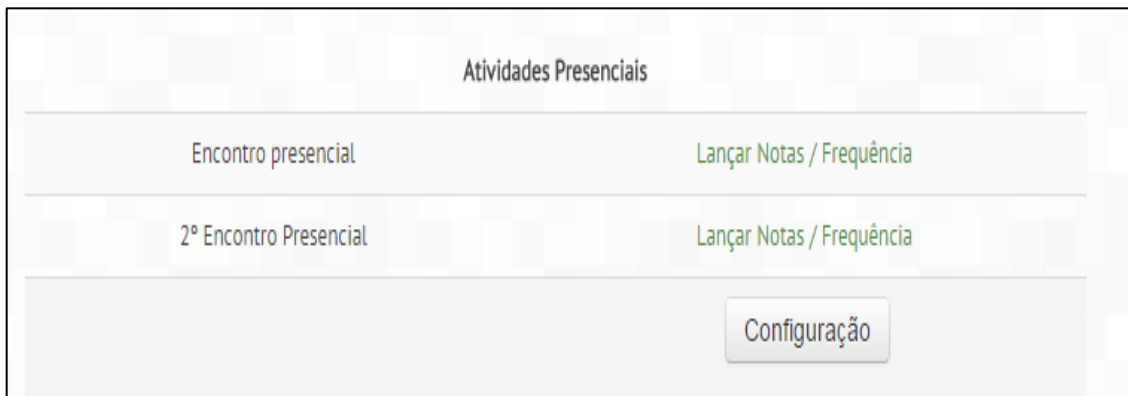 Atividades Presenciais
Encontro presencial Lançar Notas / Frequência
2º Encontro Presencial Lançar Notas / Frequência
Configuração